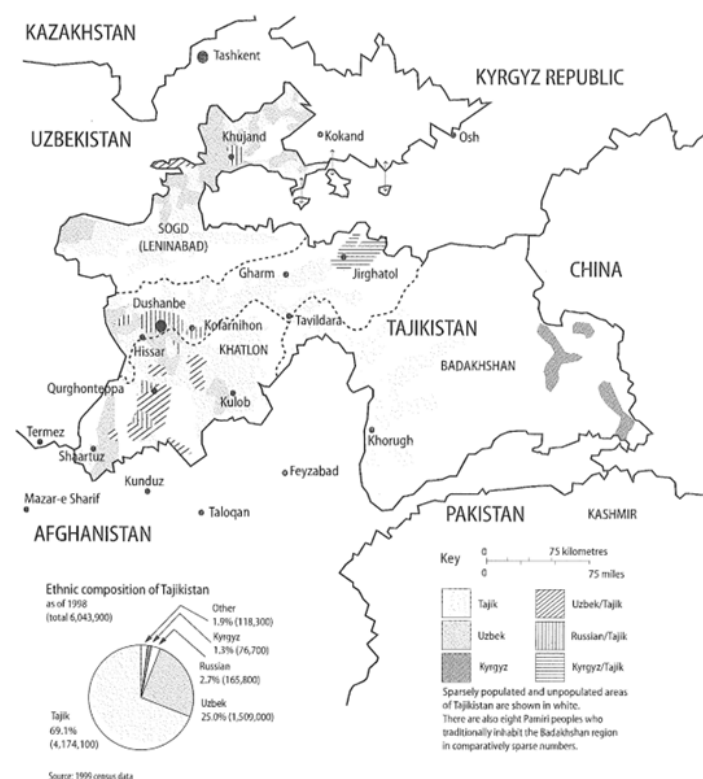 KAZAKHSTAN
Tashkent
KYRGYZ REPUBLIC
UZBEKISTAN
Khujand
Kokand
Osh
SOGD
(LENINABAD)
Gharm
Jirghatol
CHINA
Dushanbe
Kofarnihon
Tavildara
TAJIKISTAN
Hissar
KHATLON
BADAKHSHAN
Qurghonteppa
Kulob
Termez
Shaartuz
Khorugh
Kunduz
Feyzabad
Mazar-e Sharif
Taloqan
PAKISTAN
KASHMIR
AFGHANISTAN
Key
0
75 kilometres
0
75 miles
Tajik
Uzbek/Tajik
Uzbek
Russian/Tajik
Kyrgyz
Kyrgyz/Tajik
Sparsely populated and unpopulated areas
of Tajikistan are shown in white.
There are also eight Pamiri peoples who
traditionally inhabit the Badakhshan region
in comparatively sparse numbers.
Ethnic composition of Tajikistan
as of 1998
(total 6,043,900)
Other
1.9% (118,300)
Kyrgyz
1.3% (76,700)
Russian
2.7% (165,800)
Uzbek
25.0% (1,509,000)
Tajik
69.1%
(4,174,100)
Source: 1999 census data